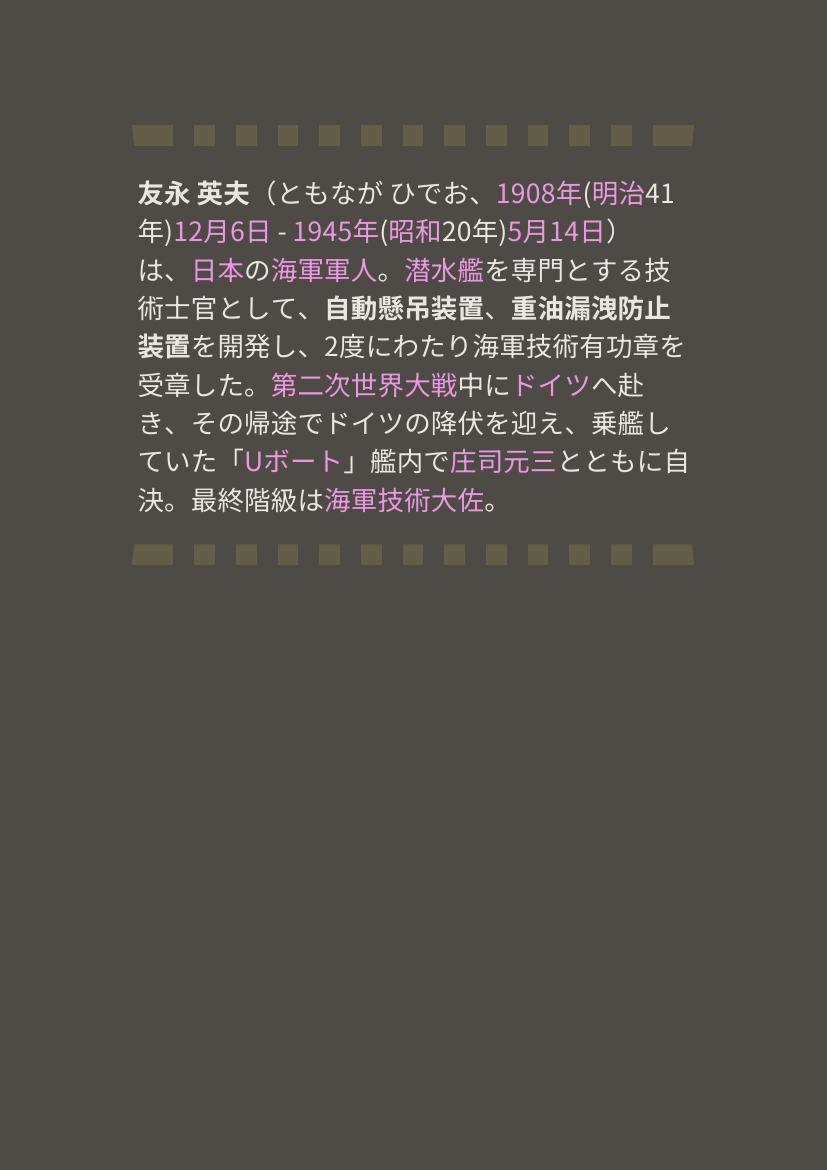 友永 英夫（ともなが ひでお、1908年(明治41
年)12月6日 - 1945年(昭和20年)5月14日）
は、日本の海軍軍人。潜水艦を専門とする技
術士官として、自動懸吊装置、重油漏洩防止
装置を開発し、2度にわたり海軍技術有功章を
受章した。第二次世界大戦中にドイツへ赴
き、その帰途でドイツの降伏を迎え、乗艦し
ていた「Uボート」艦内で庄司元三とともに自
決。最終階級は海軍技術大佐。